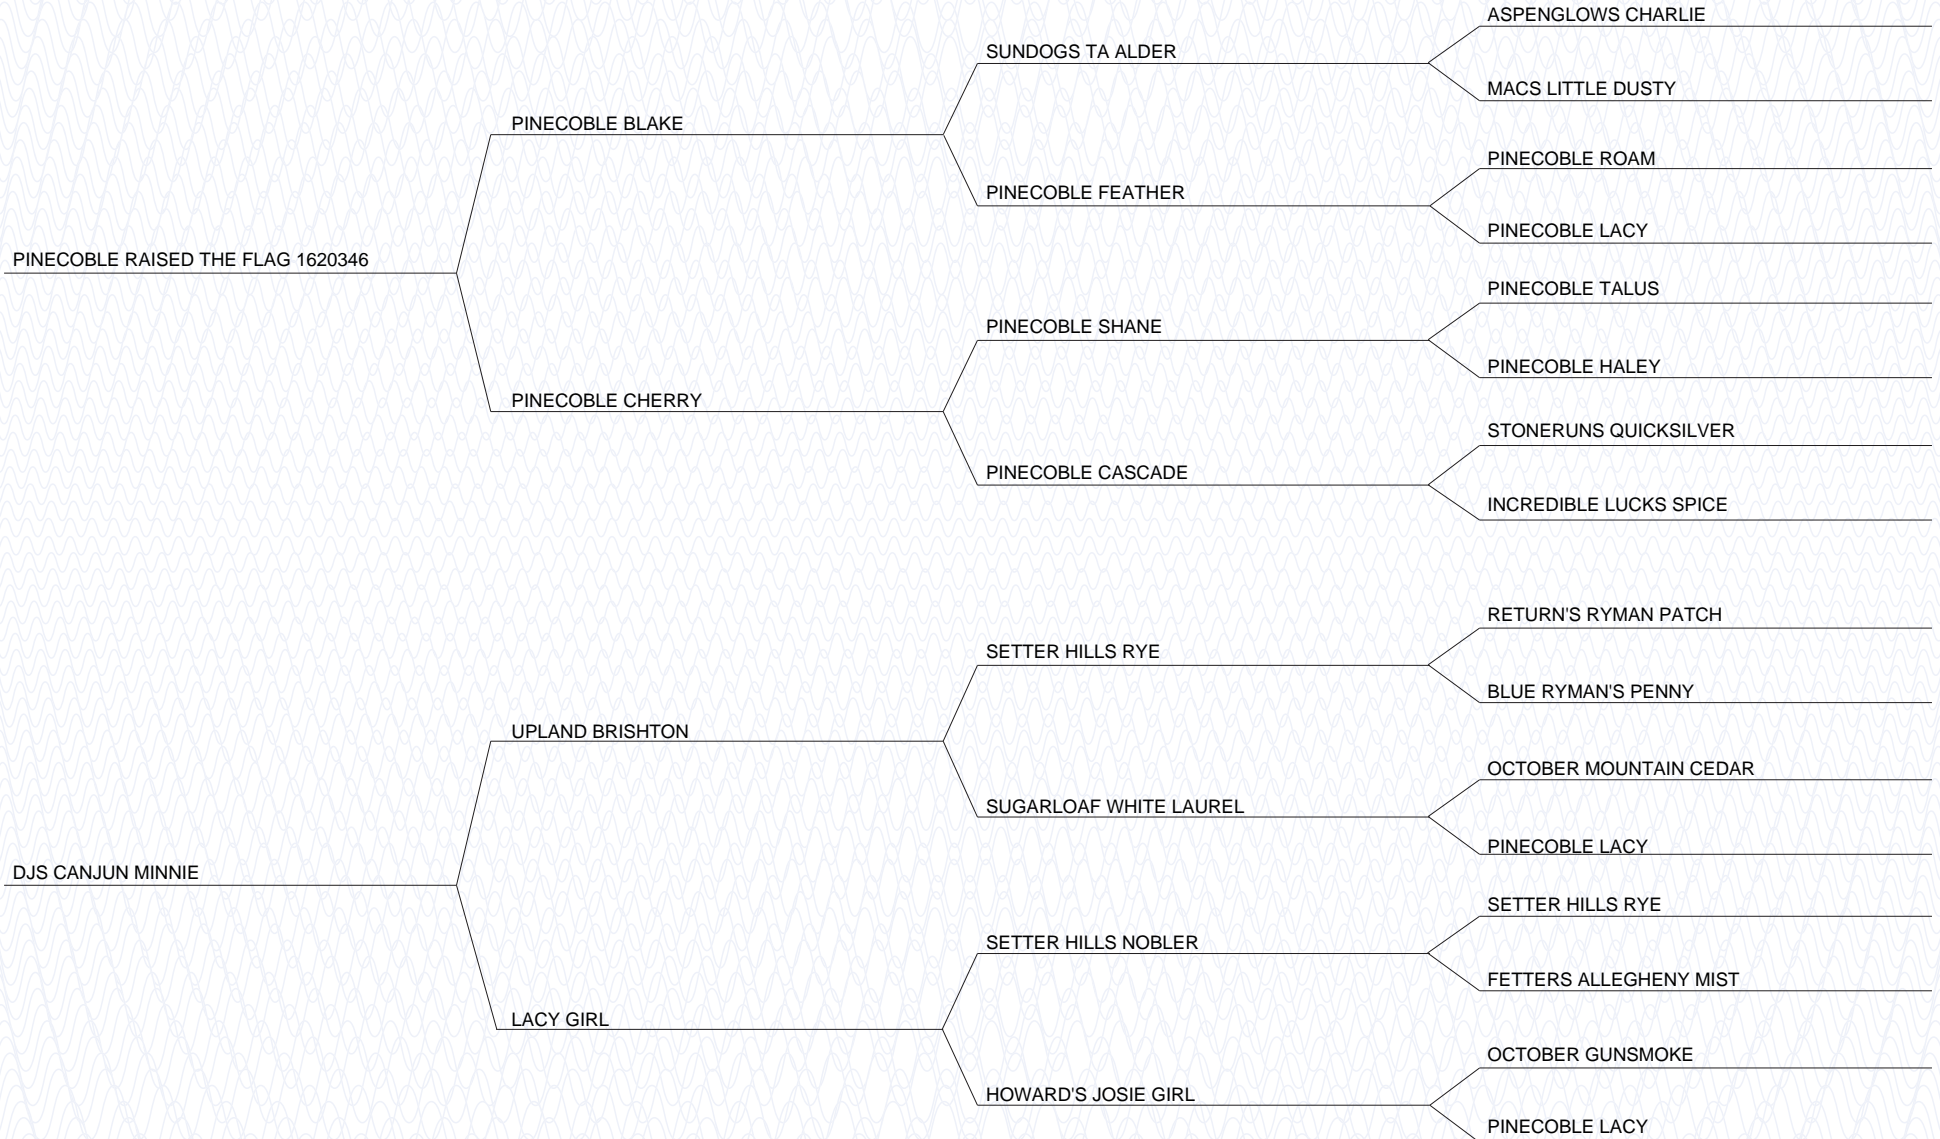 ASPENGLOWS CHARLIE
SUNDOGS TA ALDER
MACS LITTLE DUSTY
PINECOBLE BLAKE
PINECOBLE ROAM
PINECOBLE FEATHER
PINECOBLE LACY
PINECOBLE RAISED THE FLAG 1620346
PINECOBLE TALUS
PINECOBLE SHANE
PINECOBLE HALEY
PINECOBLE CHERRY
STONERUNS QUICKSILVER
PINECOBLE CASCADE
INCREDIBLE LUCKS SPICE
RETURN'S RYMAN PATCH
SETTER HILLS RYE
BLUE RYMAN'S PENNY
UPLAND BRISHTON
OCTOBER MOUNTAIN CEDAR
SUGARLOAF WHITE LAUREL
PINECOBLE LACY
DJS CANJUN MINNIE
SETTER HILLS RYE
SETTER HILLS NOBLER
FETTERS ALLEGHENY MIST
LACY GIRL
OCTOBER GUNSMOKE
HOWARD'S JOSIE GIRL
PINECOBLE LACY